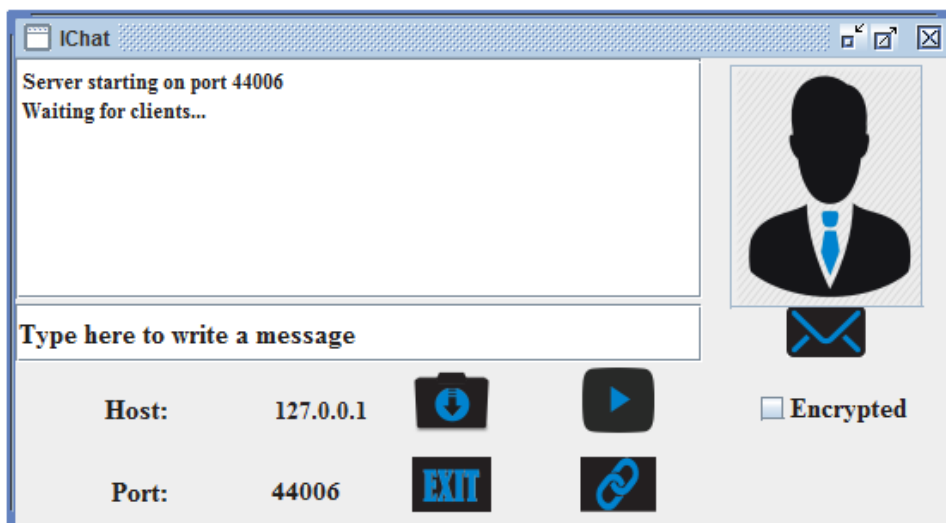 IChat
Server starting on port 44006
Waiting for clients...
Type here to write a message
Host: 127.0.0.1
Encrypted
Port: 44006
EXIT